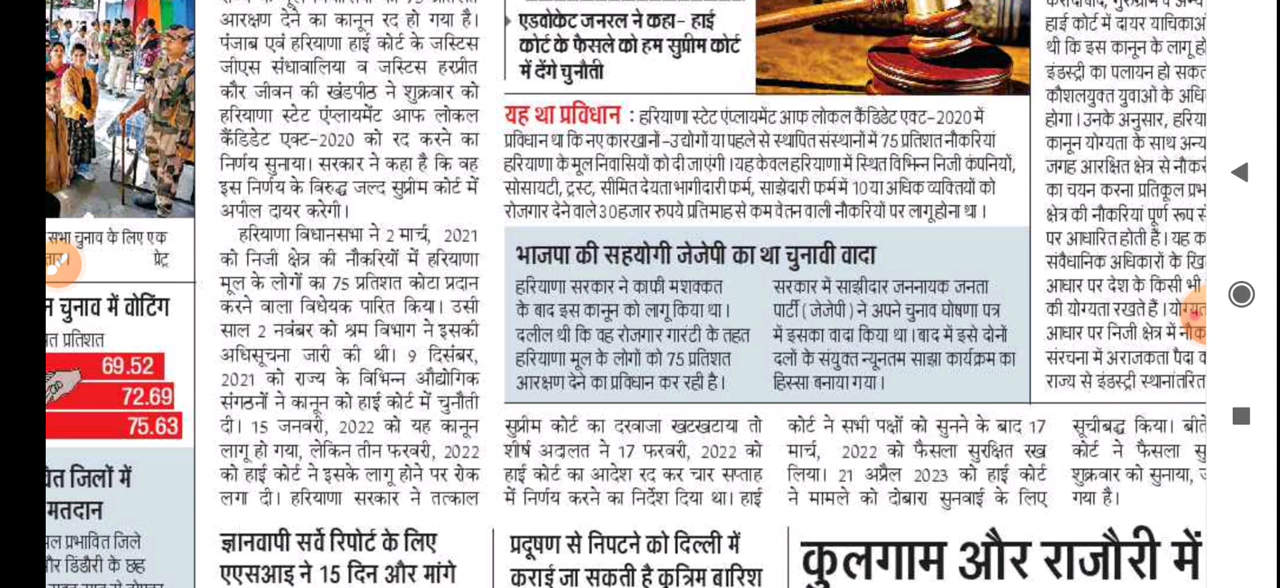 सभा चुनाव के लिए एक
प्रेट्र
चुनाव में वोटिंग
प्रतिशत
69.52
72.69
75.63
जिलों में
मतदान
प्रभावित जिले
और डिंडौरी के छह
आरक्षण देने का कानून रद हो गया है।
पंजाब एवं हरियाणा हाई कोर्ट के जस्टिस
जीएस संधावालिया व जस्टिस हरप्रीत
कौर जीवन की खंडपीठ ने शुक्रवार को
हरियाणा स्टेट एंप्लायमेंट आफ लोकल
कैंडिडेट एक्ट-2020 को रद करने का
निर्णय सुनाया। सरकार ने कहा है कि वह
इस निर्णय के विरुद्ध जल्द सुप्रीम कोर्ट में
अपील दायर करेगी।
हरियाणा विधानसभा ने 2 मार्च, 2021
को निजी क्षेत्र की नौकरियों में हरियाणा
मूल के लोगों का 75 प्रतिशत कोटा प्रदान
करने वाला विधेयक पारित किया। उसी
साल 2 नवंबर को श्रम विभाग ने इसकी
अधिसूचना जारी की थी। 9 दिसंबर,
2021 को राज्य के विभिन्न औद्योगिक
संगठनों ने कानून को हाई कोर्ट में चुनौती
दी। 15 जनवरी, 2022 को यह कानून
लागू हो गया, लेकिन तीन फरवरी, 2022
को हाई कोर्ट ने इसके लागू होने पर रोक
लगा दी। हरियाणा सरकार ने तत्काल
एडवोकेट जनरल ने कहा- हाई
कोर्ट के फैसले को हम सुप्रीम कोर्ट
में देंगे चुनौती
यह था प्रविधान : हरियाणा स्टेट एंप्लायमेंट आफ लोकल कैंडिडेट एक्ट-2020 में
प्रविधान था कि नए कारखानों-उद्योगों या पहले से स्थापित संस्थानों में 75 प्रतिशत नौकरियां
हरियाणा के मूल निवासियों को दी जाएंगी। यह केवल हरियाणा में स्थित विभिन्न निजी कंपनियों,
सोसायटी, ट्रस्ट, सीमित देयता भागीदारी फर्म, साझेदारी फर्म में 10 या अधिक व्यक्तियों को
रोजगार देने वाले 30 हजार रुपये प्रतिमाह से कम वेतन वाली नौकरियों पर लागू होना था।
भाजपा की सहयोगी जेजेपी का था चुनावी वादा
हरियाणा सरकार ने काफी मशक्कत
के बाद इस कानून को लागू किया था।
दलील थी कि वह रोजगार गारंटी के तहत
हरियाणा मूल के लोगों को 75 प्रतिशत
आरक्षण देने का प्रविधान कर रही है।
सरकार में साझीदार जननायक जनता
पार्टी (जेजेपी) ने अपने चुनाव घोषणा पत्र
में इसका वादा किया था। बाद में इसे दोनों
दलों के संयुक्त न्यूनतम साझा कार्यक्रम का
हिस्सा बनाया गया।
सुप्रीम कोर्ट का दरवाजा खटखटाया तो
शीर्ष अदालत ने 17 फरवरी, 2022 को
हाई कोर्ट का आदेश रद कर चार सप्ताह
में निर्णय करने का निर्देश दिया था। हाई
कोर्ट ने सभी पक्षों को सुनने के बाद 17
मार्च, 2022 को फैसला सुरक्षित रख
लिया। 21 अप्रैल 2023 को हाई कोर्ट
ने मामले को दोबारा सुनवाई के लिए
सूचीबद्ध किया। बीते
कोर्ट ने फैसला
शुक्रवार को सुनाया,
गया है।
हाई कोर्ट में दायर
थी कि इस कानून के लागू
इंडस्ट्री का पलायन हो
कौशलयुक्त युवाओं के
होगा। उनके अनुसार,
कानून योग्यता के साथ अन्य
जगह आरक्षित क्षेत्र से
का चयन करना प्रतिकूल
क्षेत्र की नौकरियां पूर्ण रूप
पर आधारित होती हैं। यह
संवैधानिक अधिकारों के
आधार पर देश के किसी भी
की योग्यता रखते हैं।
आधार पर निजी क्षेत्र में
संरचना में अराजकता पैदा
राज्य से इंडस्ट्री
ज्ञानवापी सर्वे रिपोर्ट के लिए
एएसआइ ने 15 दिन और मांगे
प्रदूषण से निपटने को दिल्ली में
कराई जा सकती है कृत्रिम बारिश
कुलगाम और राजौरी में